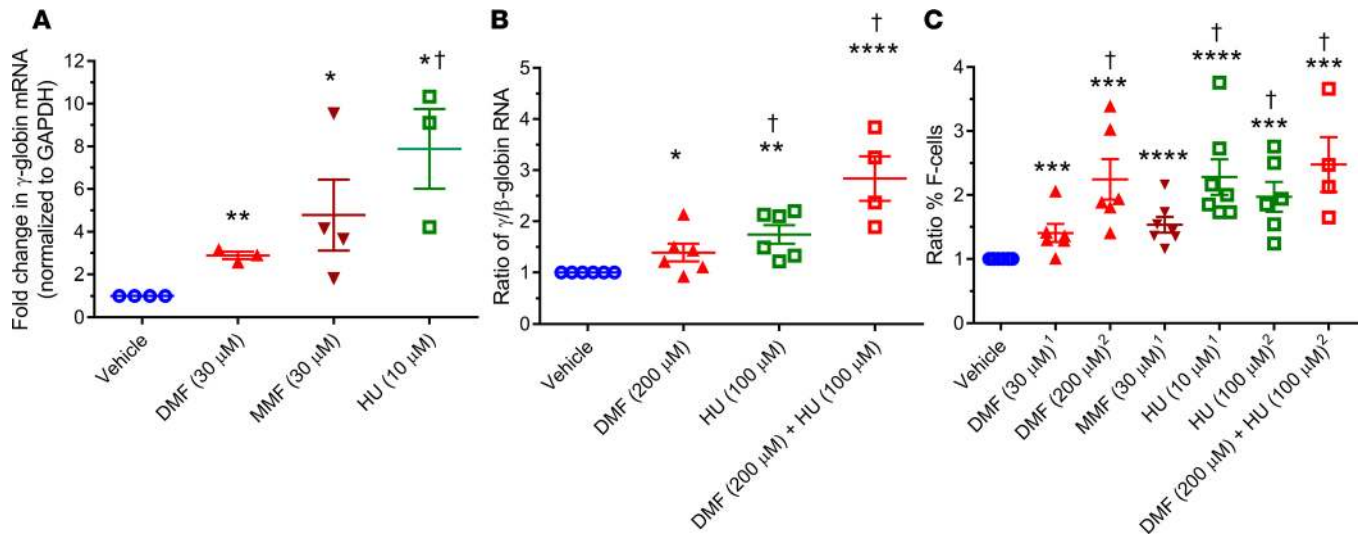 A
Fold change in γ-globin mRNA
(normalized to GAPDH)
12
10
8
6
4
2
0
**
*
*†
Vehicle
DMF (30 μM)
MMF (30 μM)
HU (10 μM)
B
Ratio of γ/β-globin RNA
5
4
3
2
1
0
*
†
**
†
****
Vehicle
DMF (200 μM)
HU (100 μM)
DMF (200 μM) + HU (100 μM)
C
Ratio % F-cells
4
3
2
1
0
***
†
***
****
†
****
†
***
†
***
Vehicle
DMF (30 μM)¹
DMF (200 μM)²
MMF (30 μM)¹
HU (10 μM)¹
HU (100 μM)²
DMF (200 μM) + HU (100 μM)²